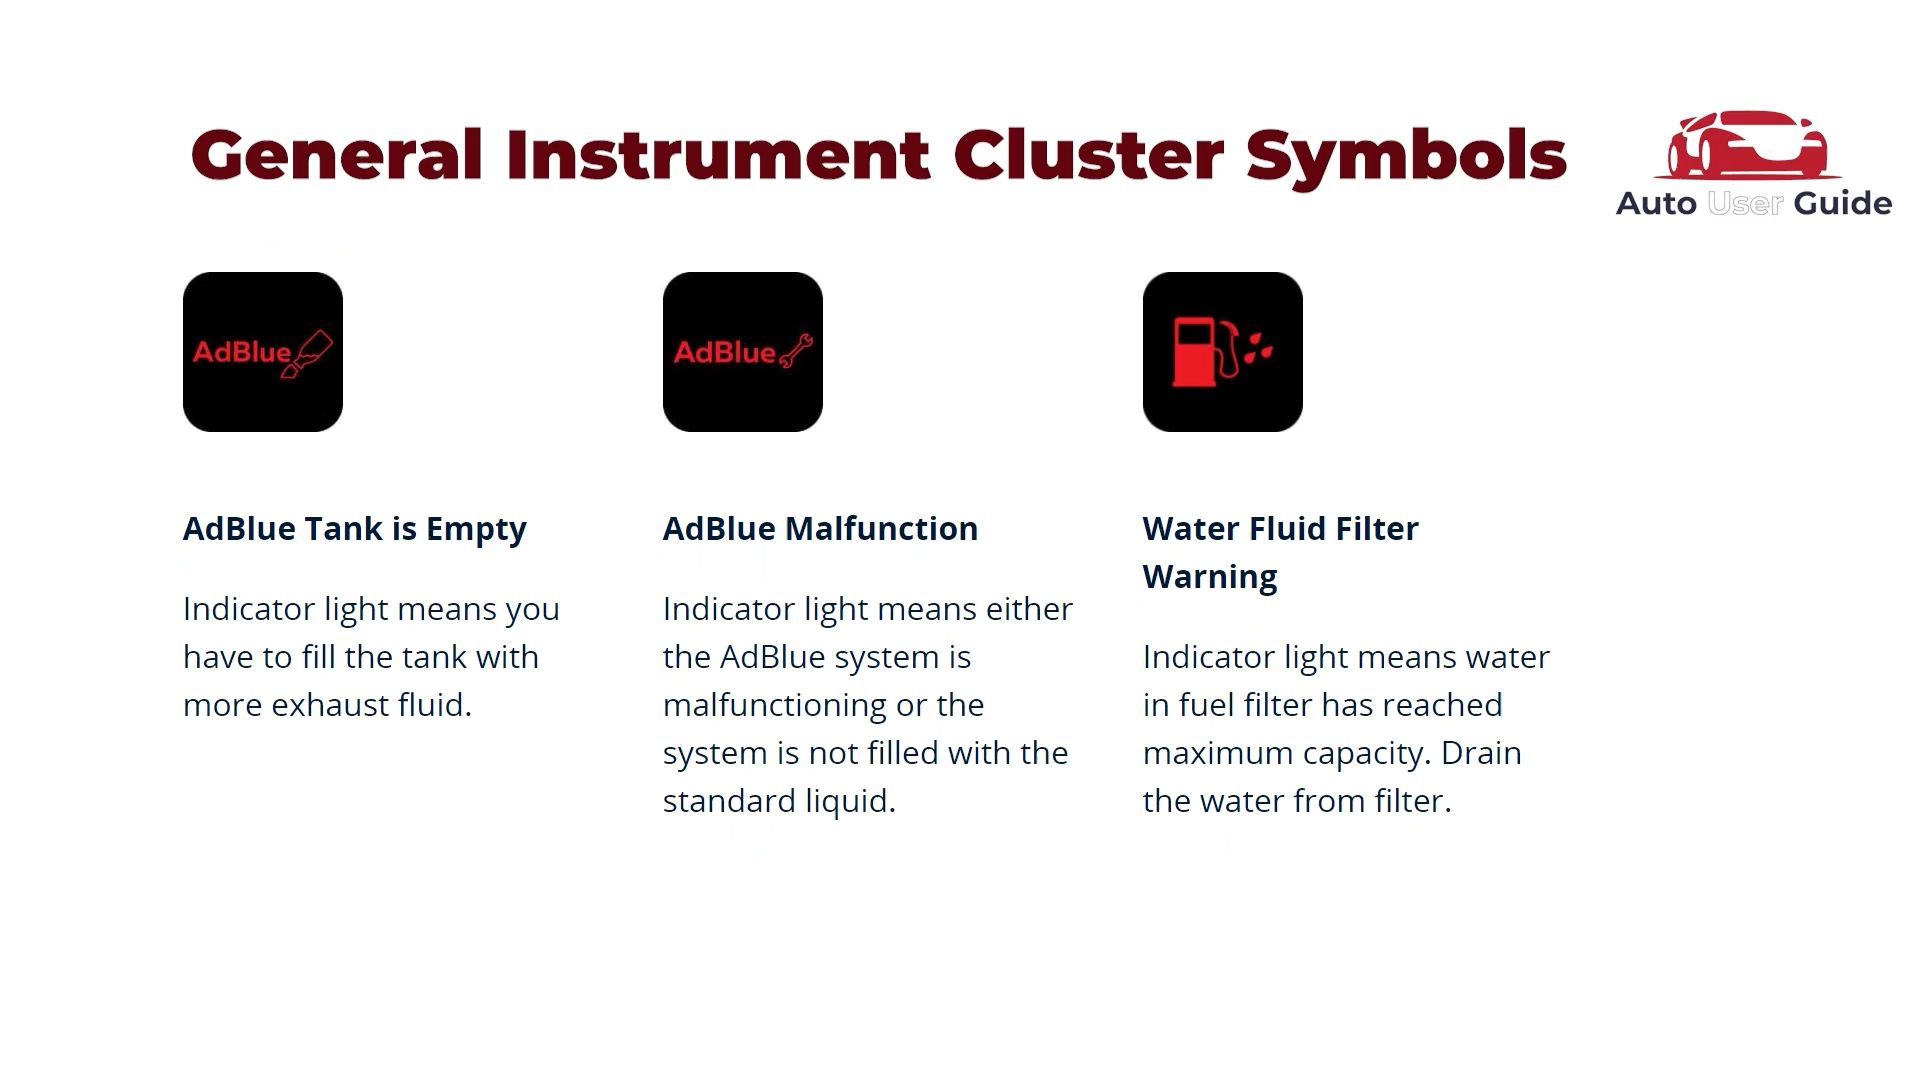 General Instrument Cluster Symbols
Auto User Guide
AdBlue
AdBlue
AdBlue Tank is Empty
Indicator light means you
have to fill the tank with
more exhaust fluid.
AdBlue Malfunction
Indicator light means either
the AdBlue system is
malfunctioning or the
system is not filled with the
standard liquid.
Water Fluid Filter
Warning
Indicator light means water
in fuel filter has reached
maximum capacity. Drain
the water from filter.